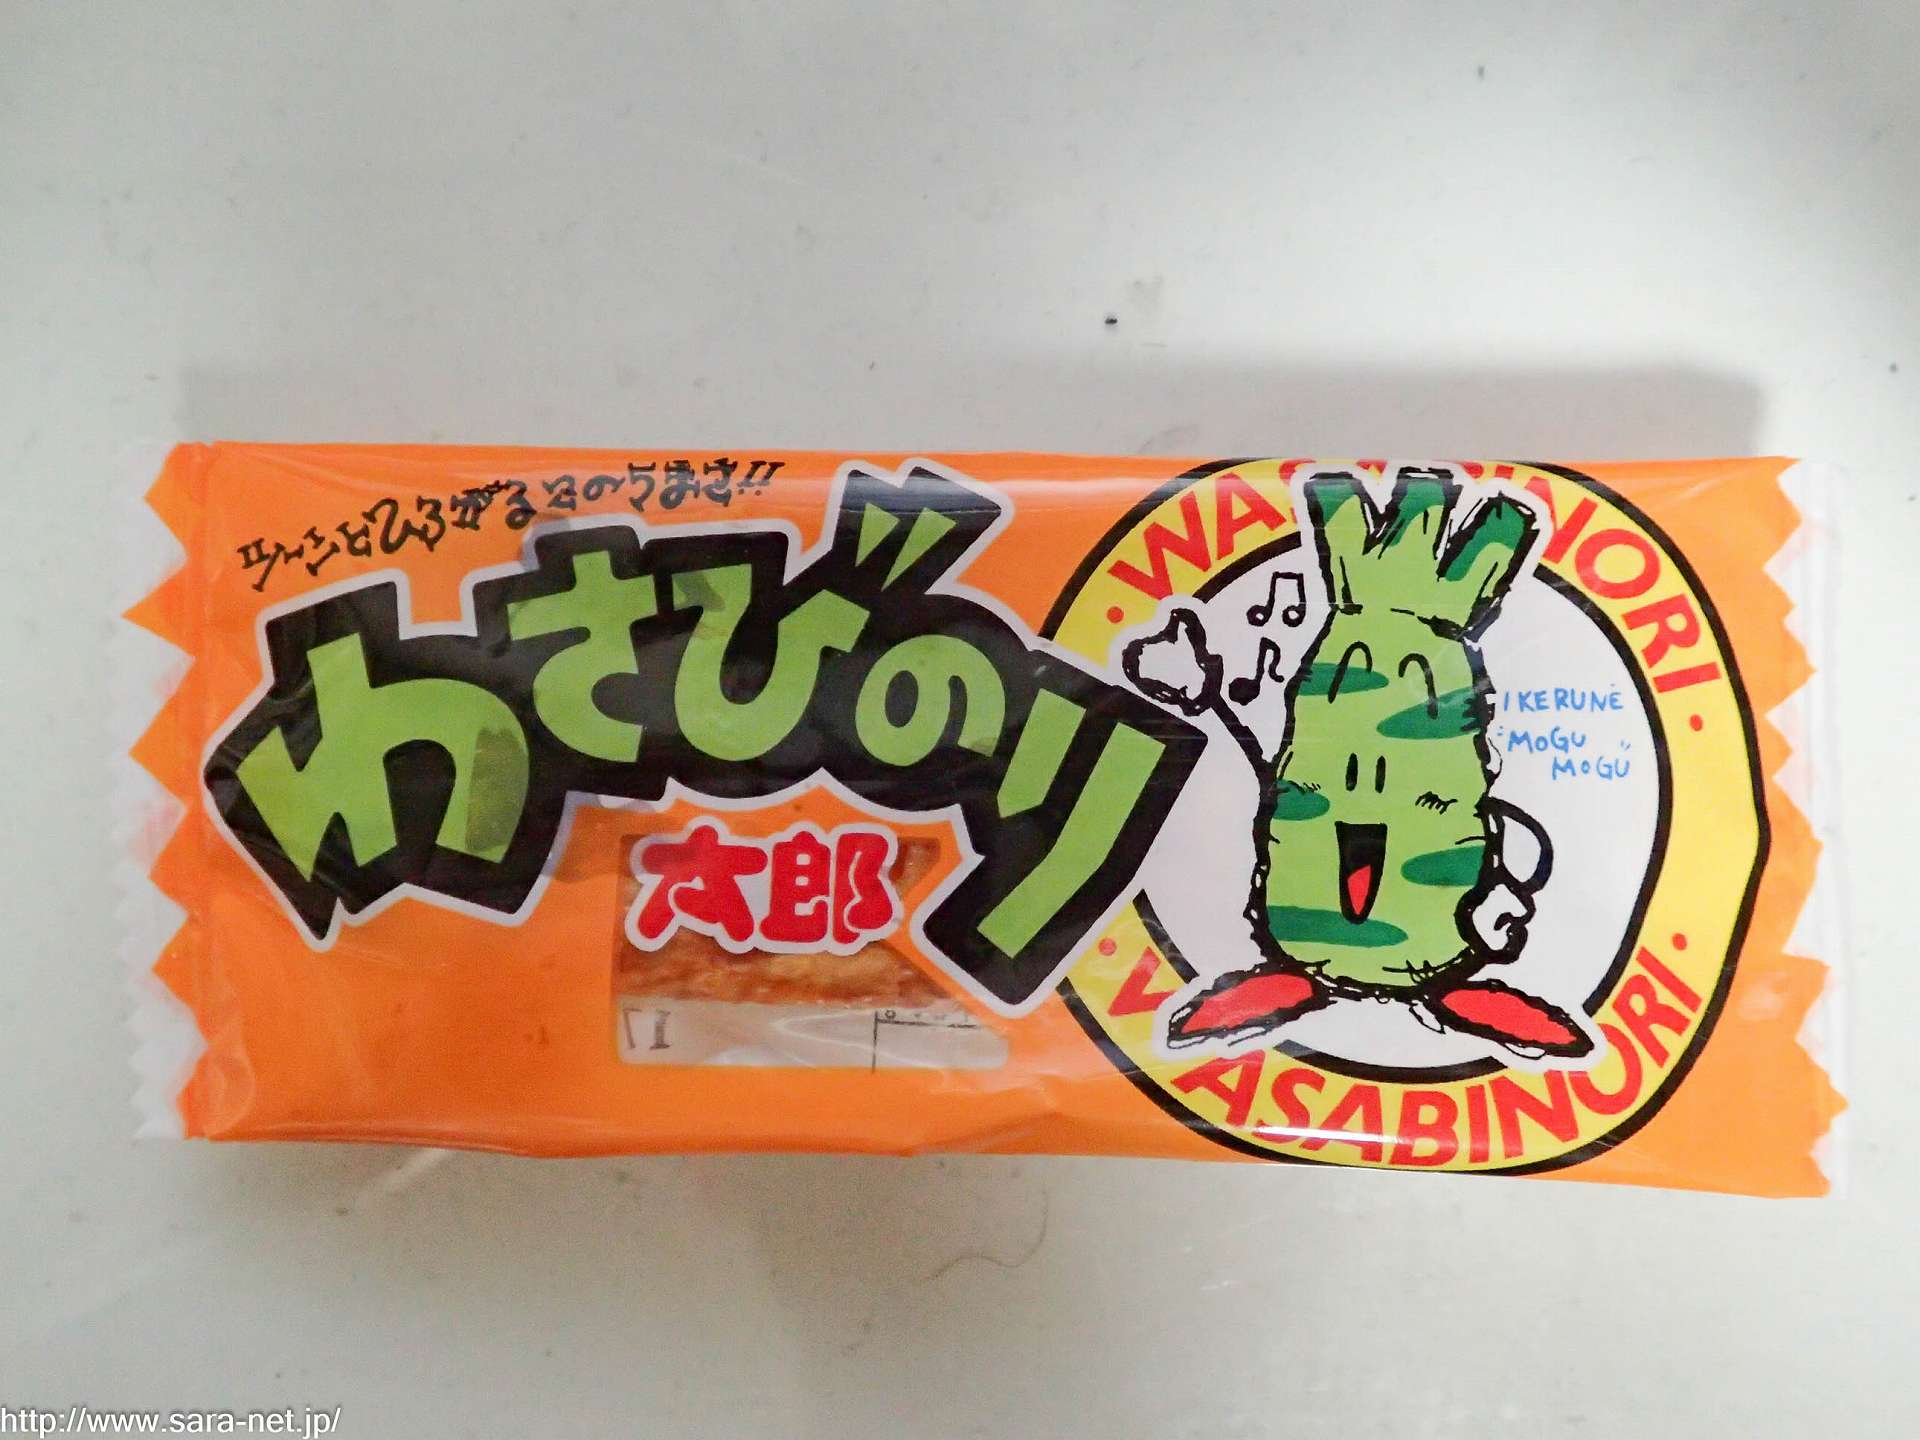 ツーンとひろがるこのうまさ!!
わさびのり
太郎
WASABINORI
IKERUNE
"MOGU
MOGU"
WASABINORI
http://www.sara-net.jp/